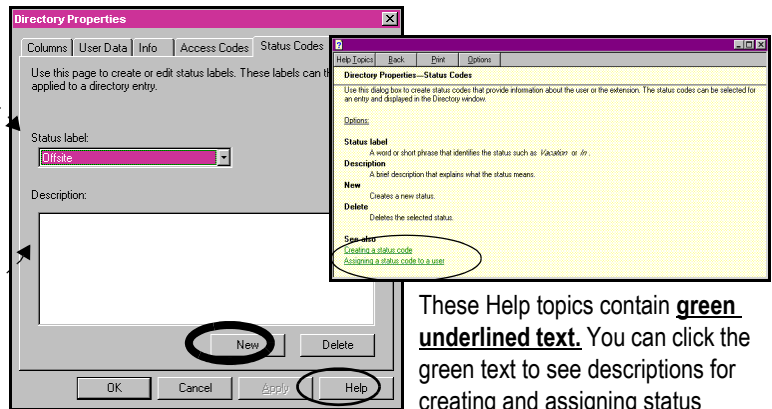 Directory Properties
Columns User Data Info Access Codes Status Codes
Use this page to create or edit status labels. These labels can
applied to a directory entry.
Status label:
Offsite
Description:
New Delete
OK Cancel Apply Help
?
Help Topics Back Print Options
Directory Properties—Status Codes
Use this dialog box to create status codes that provide information about the user or the extension. The status codes can be selected for
an entry and displayed in the Directory window.
Options:
Status label
A word or short phrase that identifies the status such as Vacation or In.
Description
A brief description that explains what the status means.
New
Creates a new status.
Delete
Deletes the selected status.
See also
Creating a status code
Assigning a status code to a user
These Help topics contain green
underlined text. You can click the
green text to see descriptions for
creating and assigning status